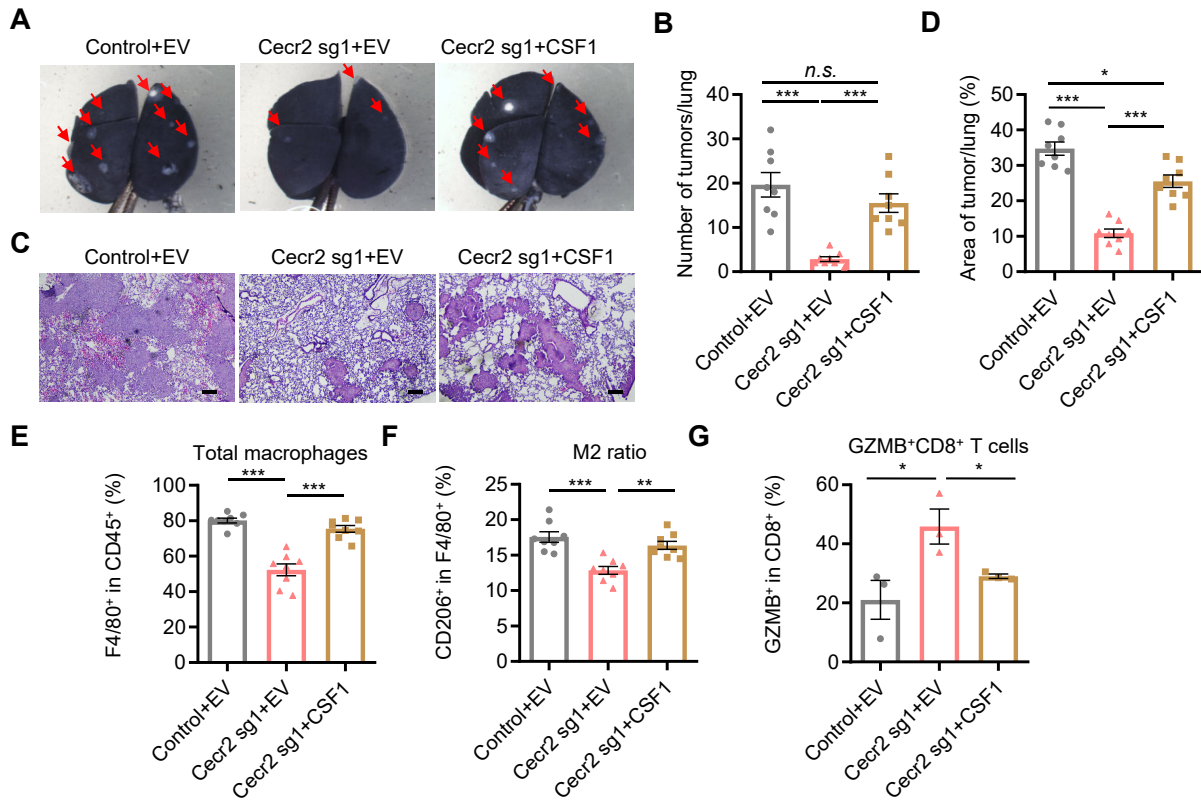 A
Control+EV
Cecr2 sg1+EV
Cecr2 sg1+CSF1
B
Number of tumors/lung
40
30
20
10
0
n.s.
***
***
Control+EV
Cecr2 sg1+EV
Cecr2 sg1+CSF1
D
Area of tumor/lung (%)
50
40
30
20
10
0
*
***
***
Control+EV
Cecr2 sg1+EV
Cecr2 sg1+CSF1
C
Control+EV
Cecr2 sg1+EV
Cecr2 sg1+CSF1
E
Total macrophages
F4/80⁺ in CD45⁺ (%)
100
80
60
40
20
0
***
***
Control+EV
Cecr2 sg1+EV
Cecr2 sg1+CSF1
F
M2 ratio
CD206⁺ in F4/80⁺ (%)
25
20
15
10
5
0
***
**
Control+EV
Cecr2 sg1+EV
Cecr2 sg1+CSF1
G
GZMB⁺CD8⁺ T cells
GZMB⁺ in CD8⁺ (%)
80
60
40
20
0
*
*
Control+EV
Cecr2 sg1+EV
Cecr2 sg1+CSF1